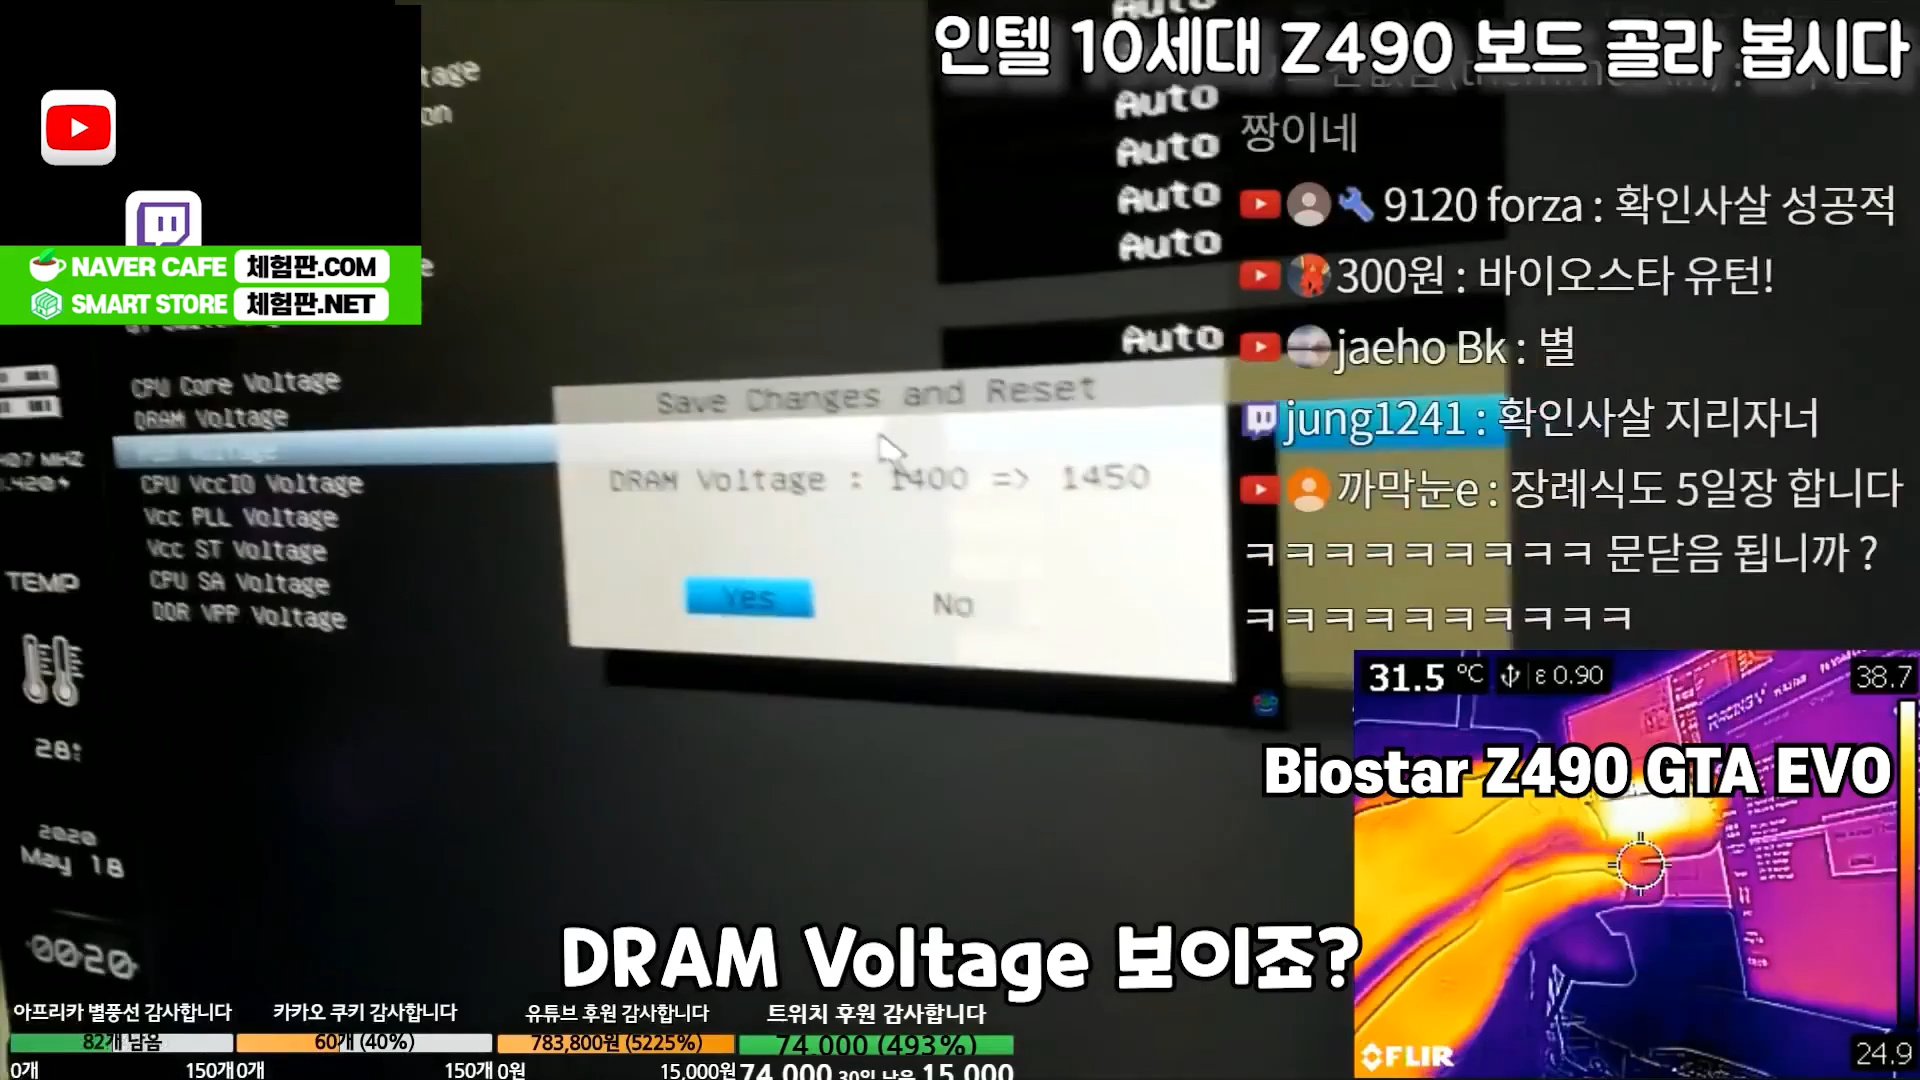 인텔 10세대 Z490 보드 골라 봅시다
Auto
Auto
Auto
Auto
Auto
Auto
짱이네
9120 forza : 확인사살 성공적
300원 : 바이오스타 유턴!
jaeho Bk : 별
jung1241 : 확인사살 지리자너
까막눈e : 장례식도 5일장 합니다
ㅋㅋㅋㅋㅋㅋㅋㅋㅋ 문닫음 됩니까 ?
ㅋㅋㅋㅋㅋㅋㅋㅋㅋㅋ
NAVER CAFE 체험판.COM
SMART STORE 체험판.NET
CPU Core Voltage
DRAM Voltage
CPU VccIO Voltage
Vcc PLL Voltage
Vcc ST Voltage
CPU SA Voltage
DDR VPP Voltage
Save Changes and Reset
DRAM Voltage : 1400 => 1450
Yes No
TEMP
2020
May 18
00:20
31.5 °C ε 0.90 38.7
Biostar Z490 GTA EVO
FLIR 24.9
DRAM Voltage 보이죠?
아프리카 별풍선 감사합니다 카카오 쿠키 감사합니다 유튜브 후원 감사합니다 트위치 후원 감사합니다
82개 남음 60개 (40%) 783,800원 (5225%) 74,000 (493%)
0개 150개 0개 150개 0원 15,000원 74,000 30일 남음 15,000